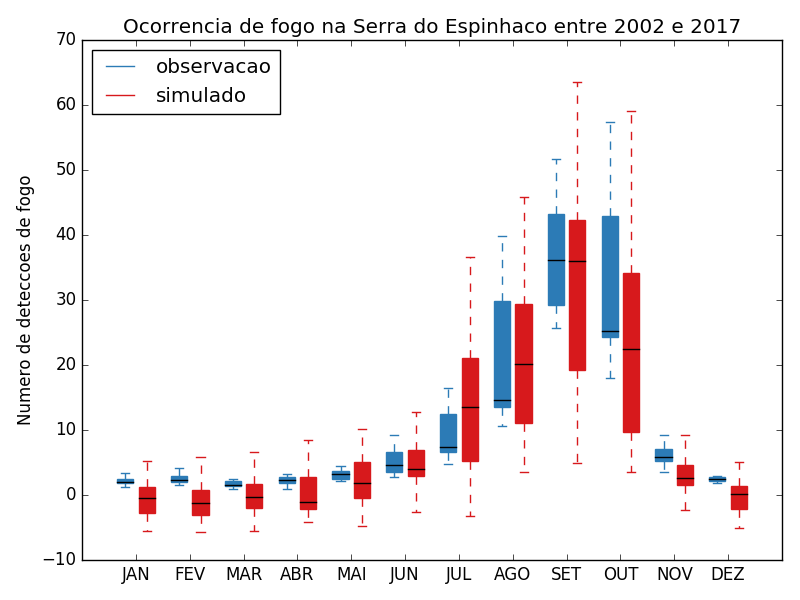 Ocorrencia de fogo na Serra do Espinhaco entre 2002 e 2017
observacao
simulado
Numero de deteccoes de fogo
70
60
50
40
30
20
10
0
−10
JAN FEV MAR ABR MAI JUN JUL AGO SET OUT NOV DEZ